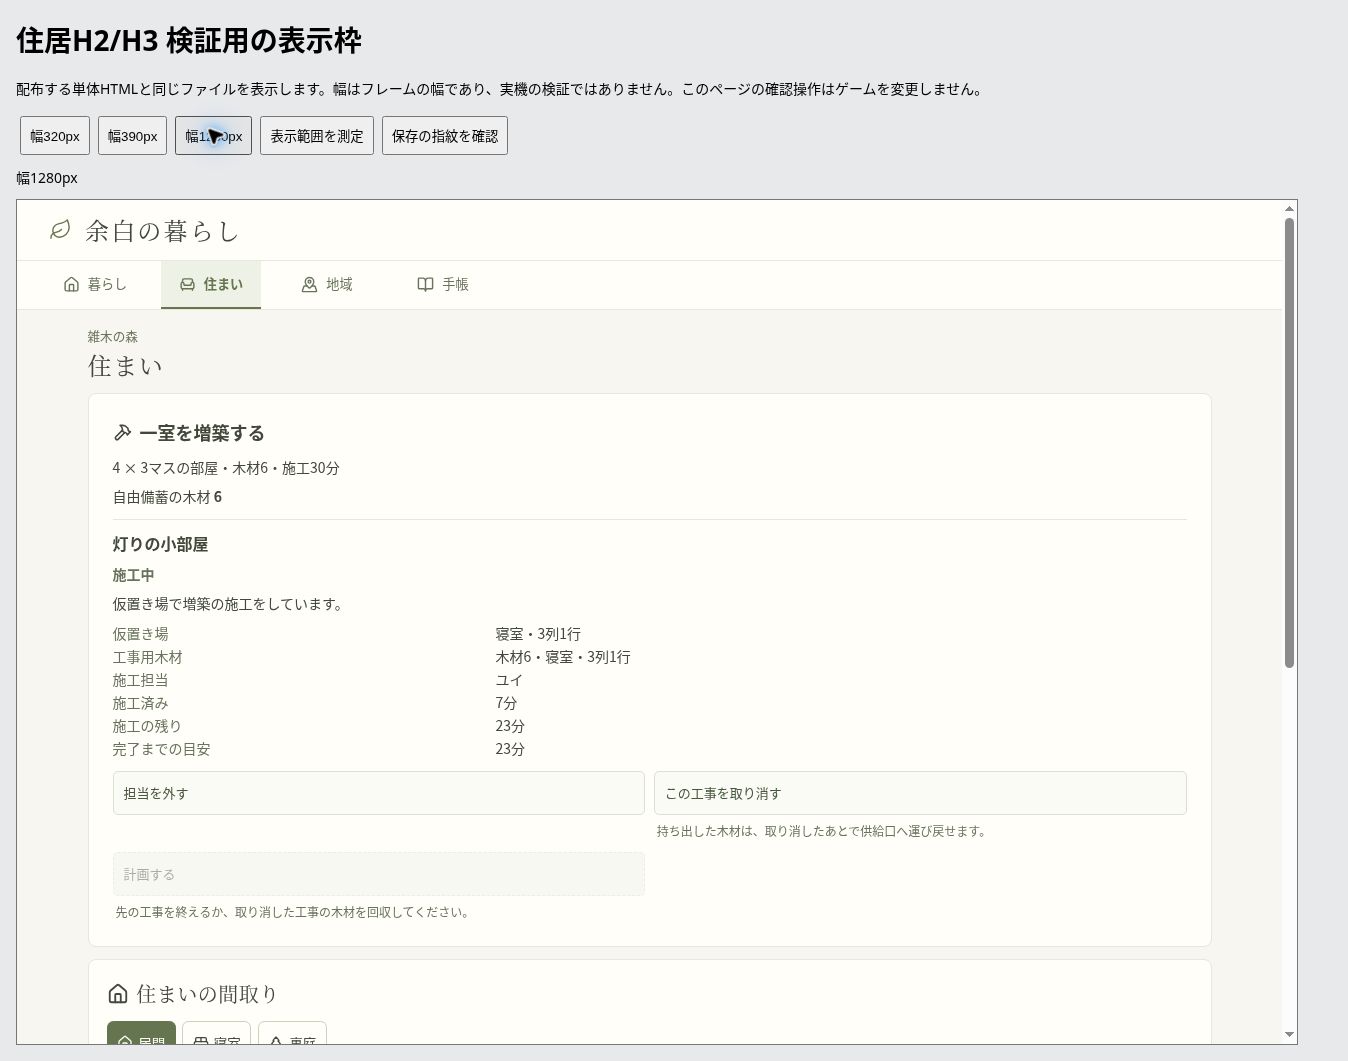 住居H2/H3 検証用の表示枠
配布する単体HTMLと同じファイルを表示します。幅はフレームの幅であり、実機の検証ではありません。このページの確認操作はゲームを変更しません。
幅320px 幅390px 幅1280px 表示範囲を測定 保存の指紋を確認
幅1280px
余白の暮らし
暮らし 住まい 地域 手帳
雑木の森
住まい
一室を増築する
4 × 3マスの部屋・木材6・施工30分
自由備蓄の木材 6
灯りの小部屋
施工中
仮置き場で増築の施工をしています。
仮置き場 寝室・3列1行
工事用木材 木材6・寝室・3列1行
施工担当 ユイ
施工済み 7分
施工の残り 23分
完了までの目安 23分
担当を外す この工事を取り消す
持ち出した木材は、取り消したあとで供給口へ運び戻せます。
計画する
先の工事を終えるか、取り消した工事の木材を回収してください。
住まいの間取り
居間 寝室 裏庭